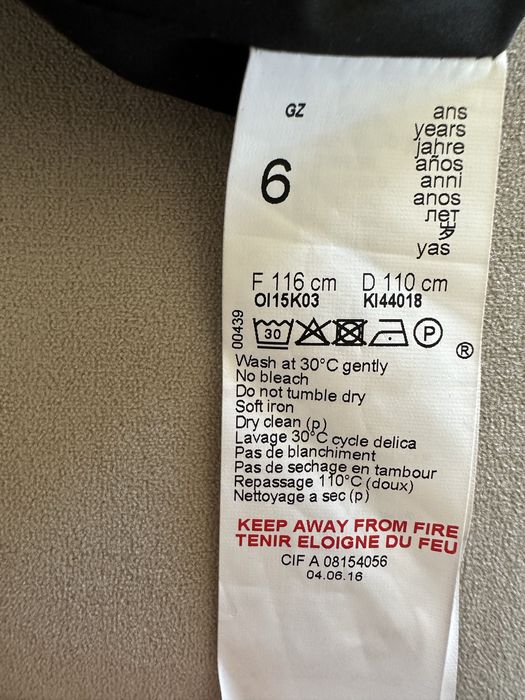 GZ
6
ans
years
jahre
años
anni
anos
лет
岁
yas
F 116 cm D 110 cm
OI15K03 KI44018
00439
30 P
®
Wash at 30°C gently
No bleach
Do not tumble dry
Soft iron
Dry clean (p)
Lavage 30°C cycle delica
Pas de blanchiment
Pas de sechage en tambour
Repassage 110°C (doux)
Nettoyage a sec (p)
KEEP AWAY FROM FIRE
TENIR ELOIGNE DU FEU
CIF A 08154056
04.06.16